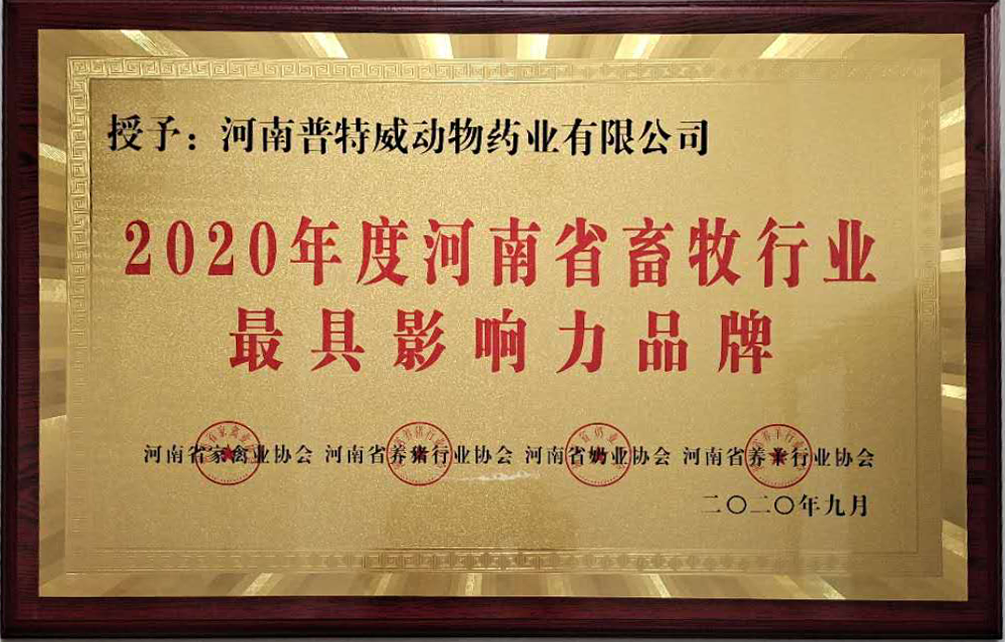 授予：河南普特威动物药业有限公司
2020年度河南省畜牧行业
最具影响力品牌
河南省家禽业协会 河南省养猪行业协会 河南省奶业协会 河南省养羊行业协会
二〇二〇年九月